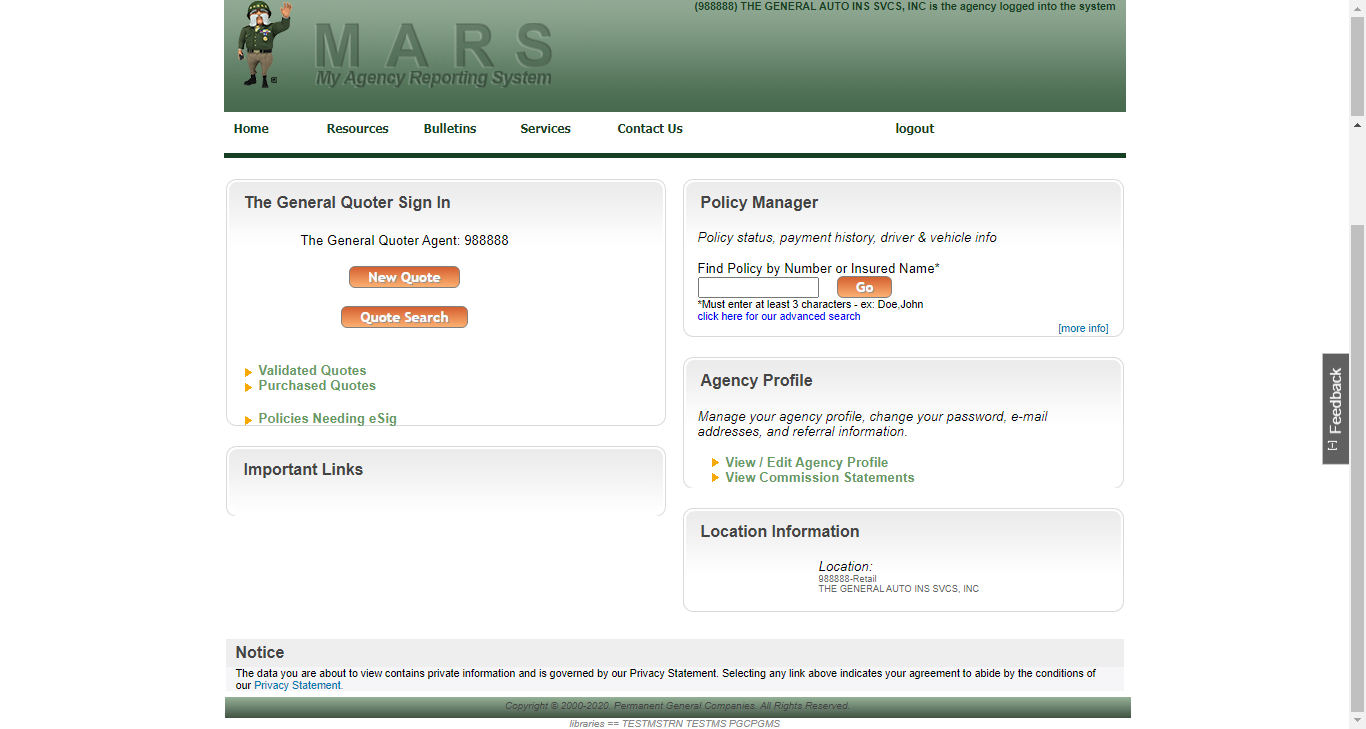 (988888) THE GENERAL AUTO INS SVCS, INC is the agency logged into the system
MARS
My Agency Reporting System
Home Resources Bulletins Services Contact Us logout
The General Quoter Sign In
The General Quoter Agent: 988888
New Quote
Quote Search
Validated Quotes
Purchased Quotes
Policies Needing eSig
Important Links
Policy Manager
Policy status, payment history, driver & vehicle info
Find Policy by Number or Insured Name*
Go
*Must enter at least 3 characters - ex: Doe,John
click here for our advanced search
[more info]
Agency Profile
Manage your agency profile, change your password, e-mail
addresses, and referral information.
View / Edit Agency Profile
View Commission Statements
Location Information
Location:
988888-Retail
THE GENERAL AUTO INS SVCS, INC
[-] Feedback
Notice
The data you are about to view contains private information and is governed by our Privacy Statement. Selecting any link above indicates your agreement to abide by the conditions of
our Privacy Statement.
Copyright © 2000-2020. Permanent General Companies. All Rights Reserved.
libraries == TESTMSTRN TESTMS PGCPGMS